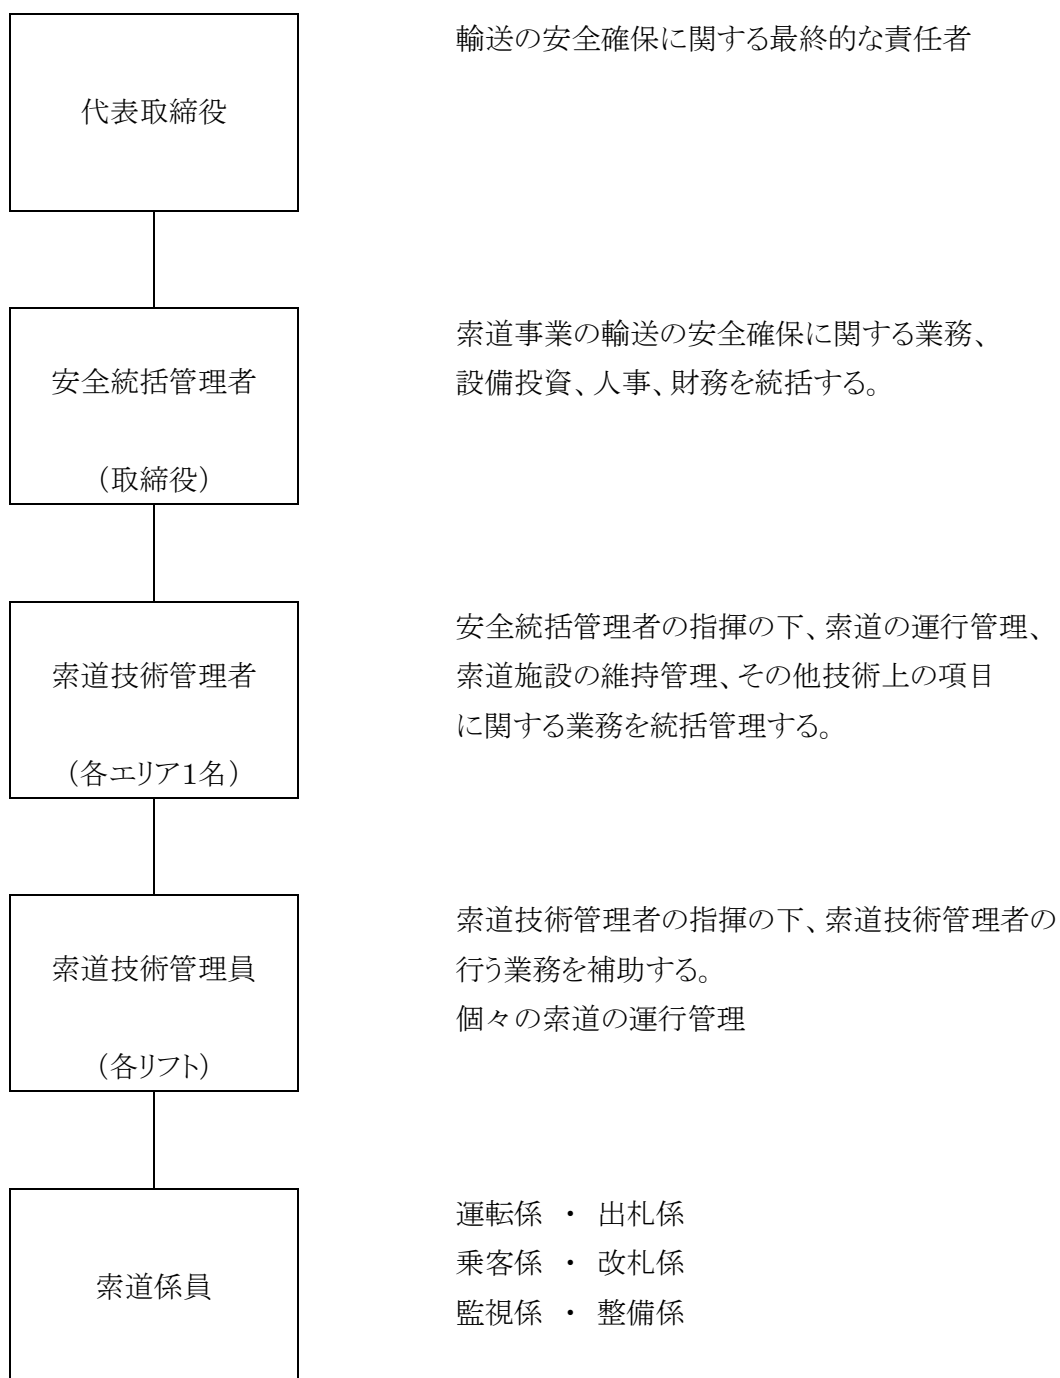 代表取締役
輸送の安全確保に関する最終的な責任者
安全統括管理者
（取締役）
索道事業の輸送の安全確保に関する業務、
設備投資、人事、財務を統括する。
索道技術管理者
（各エリア１名）
安全統括管理者の指揮の下、索道の運行管理、
索道施設の維持管理、その他技術上の項目
に関する業務を統括管理する。
索道技術管理員
（各リフト）
索道技術管理者の指揮の下、索道技術管理者の
行う業務を補助する。
個々の索道の運行管理
索道係員
運転係 ・ 出札係
乗客係 ・ 改札係
監視係 ・ 整備係